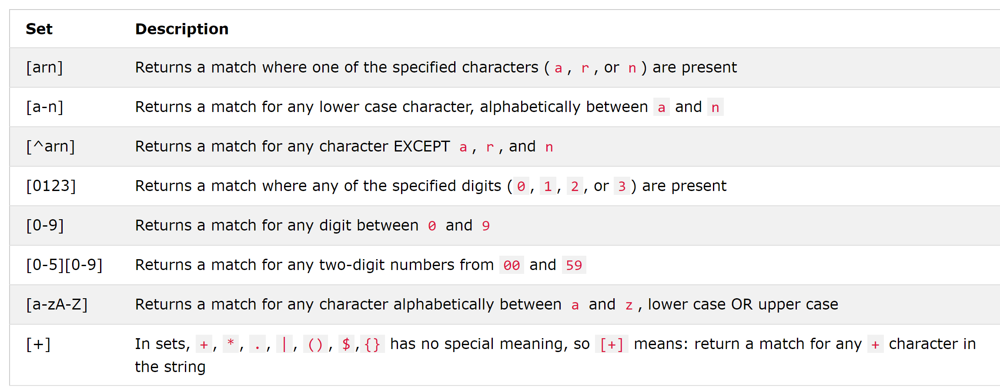 Set Description
[arn] Returns a match where one of the specified characters ( a , r , or n ) are present
[a-n] Returns a match for any lower case character, alphabetically between a and n
[^arn] Returns a match for any character EXCEPT a , r , and n
[0123] Returns a match where any of the specified digits (0, 1, 2, or 3) are present
[0-9] Returns a match for any digit between 0 and 9
[0-5][0-9] Returns a match for any two-digit numbers from 00 and 59
[a-zA-Z] Returns a match for any character alphabetically between a and z , lower case OR upper case
[+] In sets, +, *, ., |, (), $,{} has no special meaning, so [+] means: return a match for any + character in
the string